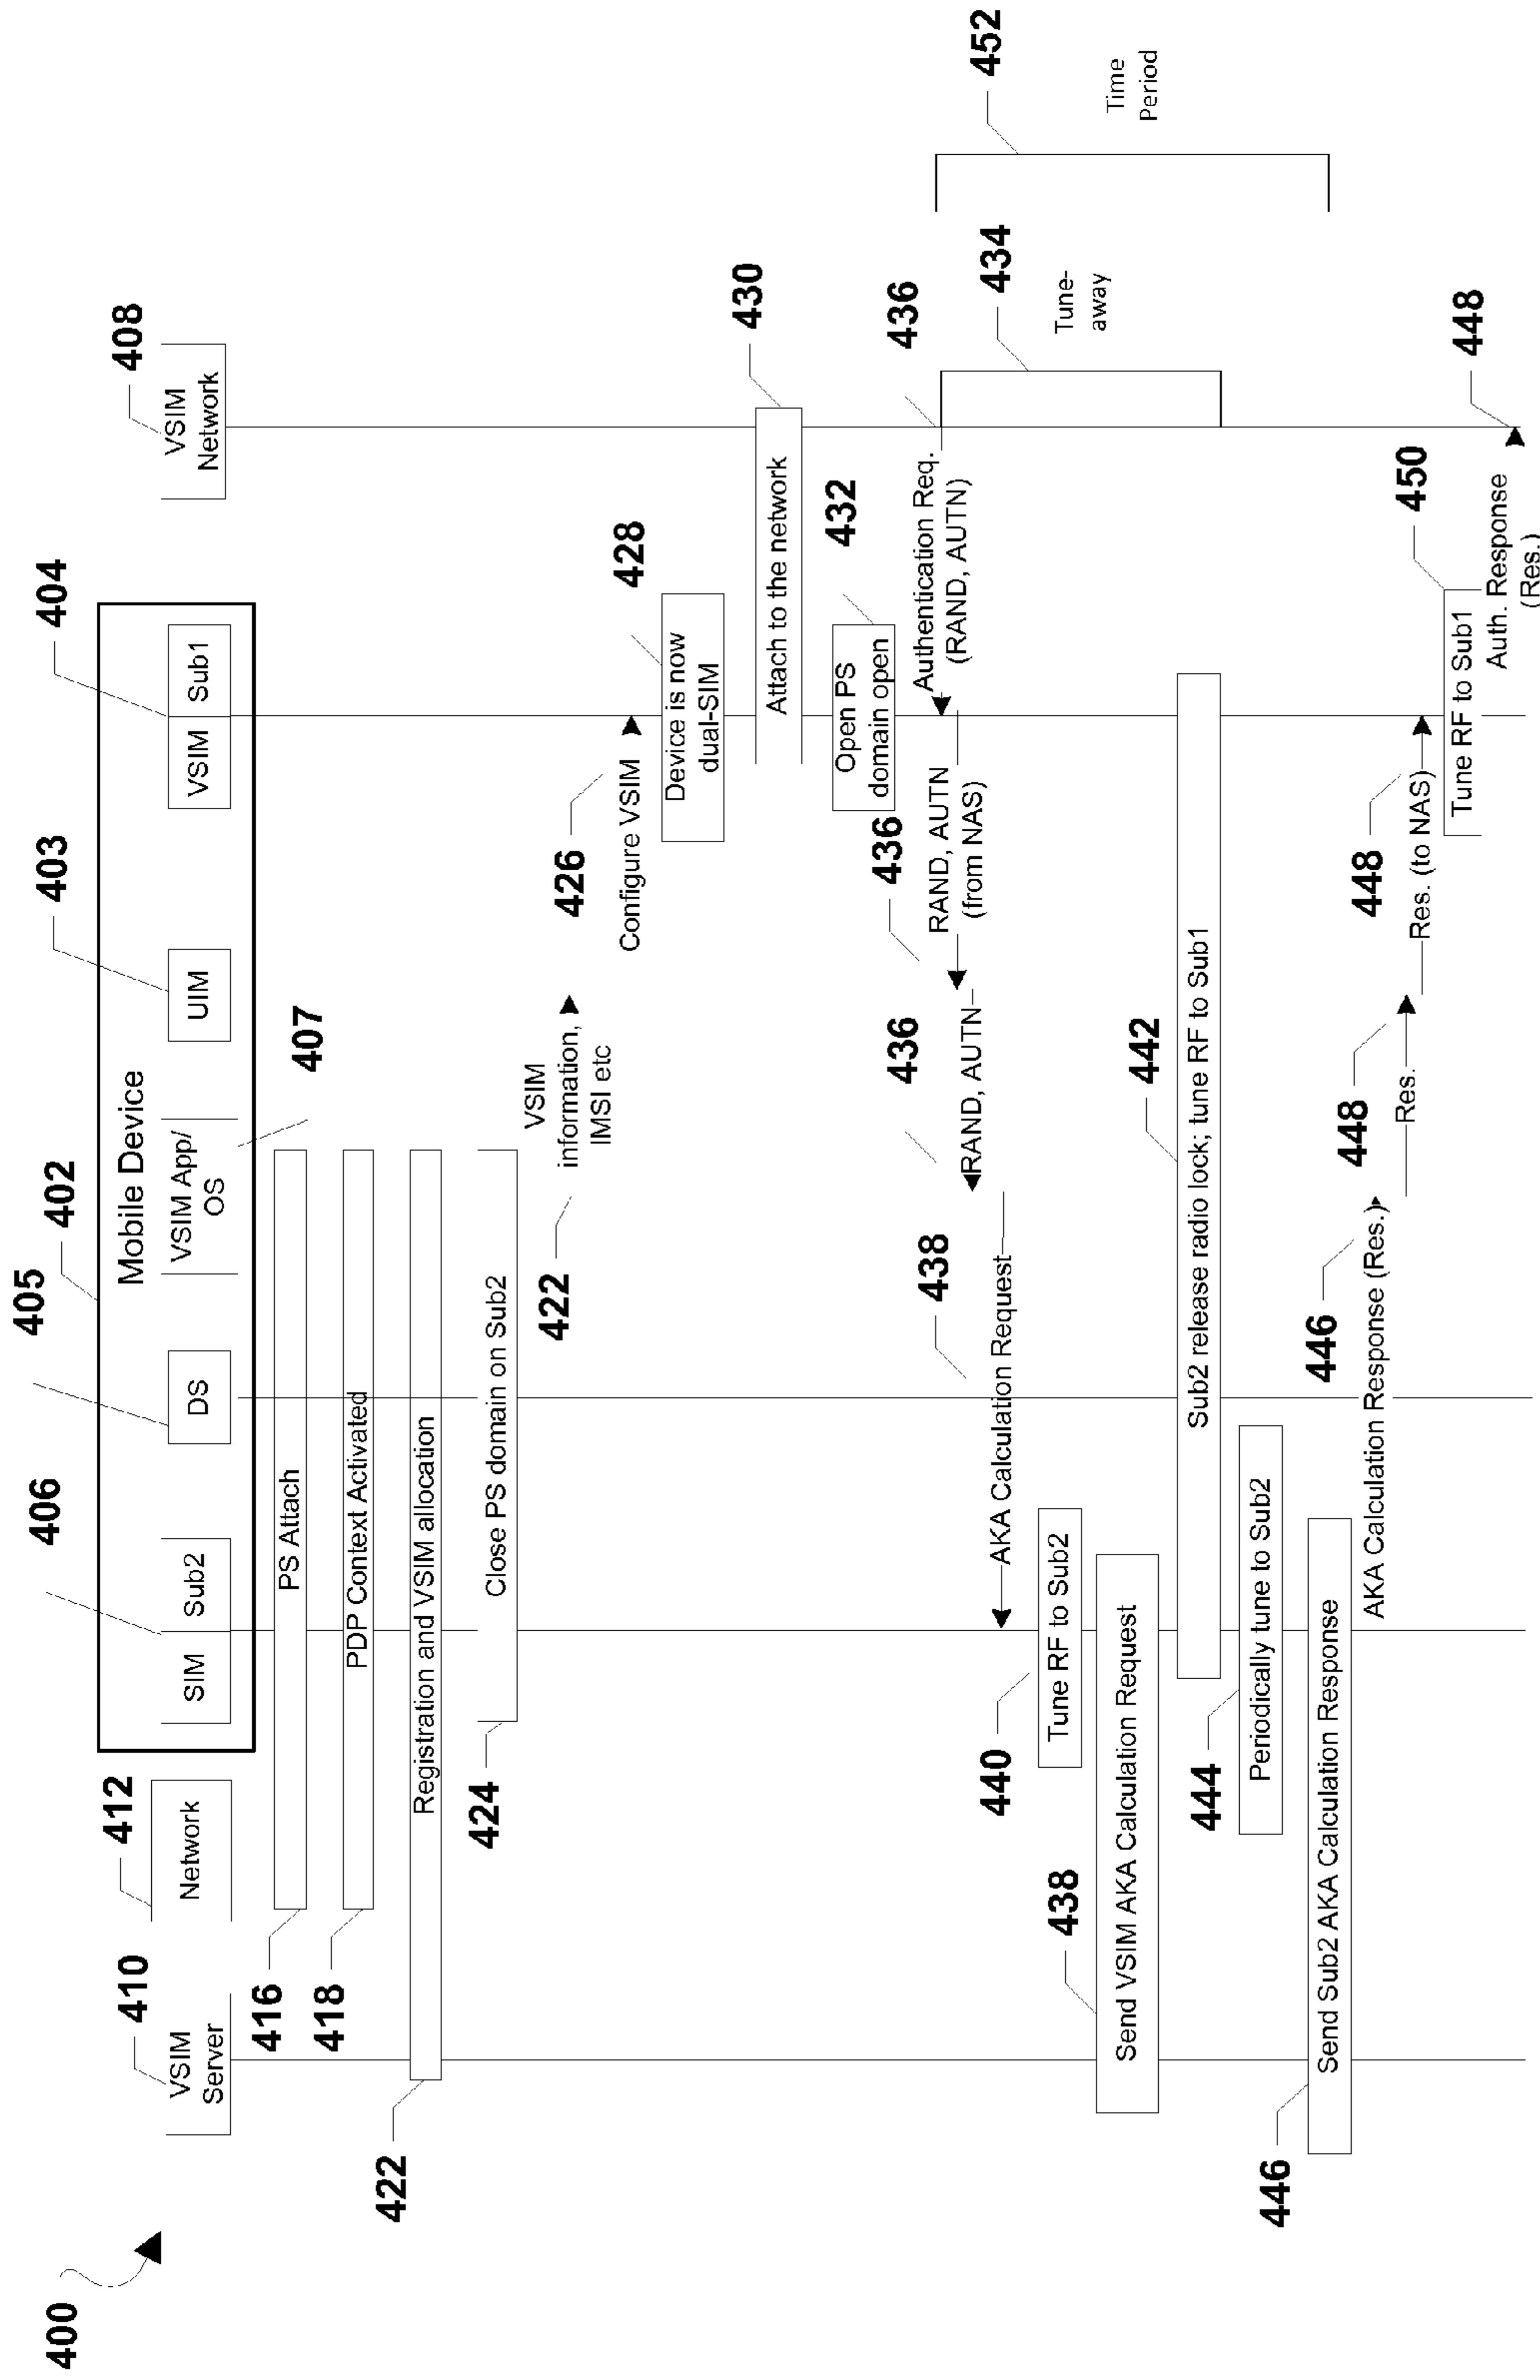 400
410
VSIM
Server
412
Network
402
Mobile Device
406
SIM
Sub2
405
DS
VSIM App/
OS
407
403
UIM
404
VSIM
Sub1
408
VSIM
Network
416
PS Attach
418
PDP Context Activated
422
Registration and VSIM allocation
424
Close PS domain on Sub2
422
VSIM
information,
IMSI etc
426
Configure VSIM
428
Device is now
dual-SIM
430
Attach to the network
432
Open PS
domain open
436
Authentication Req.
(RAND, AUTN)
436
RAND, AUTN
(from NAS)
436
RAND, AUTN
438
AKA Calculation Request
434
Tune-
away
452
Time
Period
440
Tune RF to Sub2
438
Send VSIM AKA Calculation Request
442
Sub2 release radio lock; tune RF to Sub1
444
Periodically tune to Sub2
446
Send Sub2 AKA Calculation Response
446
AKA Calculation Response (Res.)
448
Res.
448
Res. (to NAS)
450
Tune RF to Sub1
448
Auth. Response
(Res.)